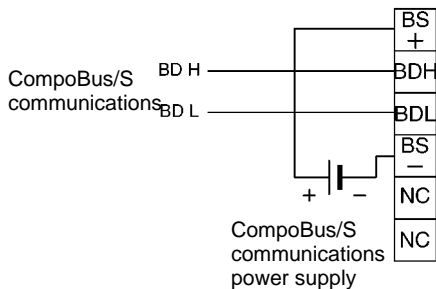 BS
+
BD H
BDH
CompoBus/S
communications
BD L
BDL
BS
−
+ −
NC
CompoBus/S
communications
power supply
NC